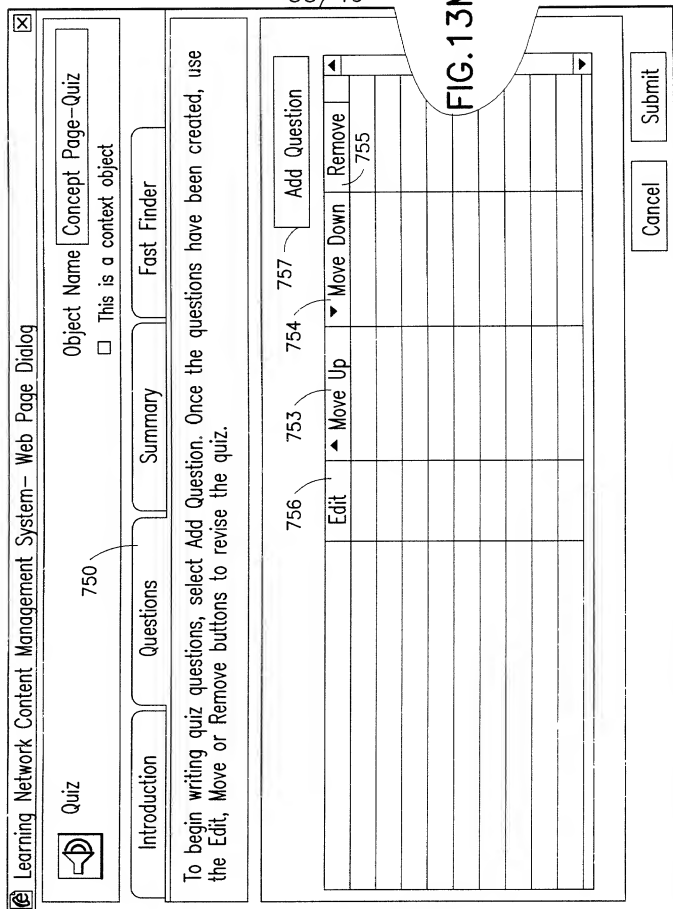 Learning Network Content Management System- Web Page Dialog
Quiz
Object Name Concept Page-Quiz
This is a context object
750
Introduction Questions Summary Fast Finder
To begin writing quiz questions, select Add Question. Once the questions have been created, use
the Edit, Move or Remove buttons to revise the quiz.
757 Add Question
756 753 754
Edit ▲ Move Up ▼ Move Down Remove
755
Cancel Submit